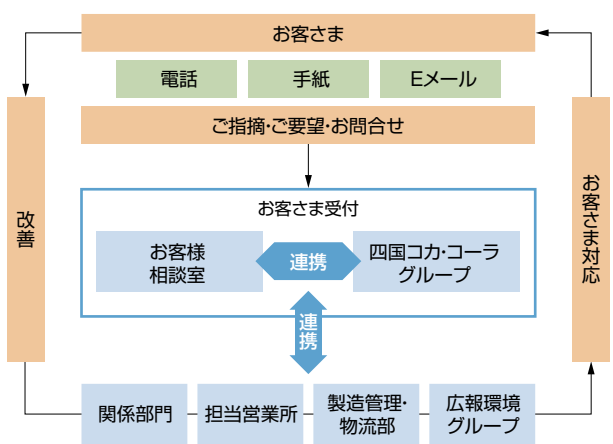 お客さま
電話
手紙
Eメール
ご指摘・ご要望・お問合せ
改善
お客さま対応
お客さま受付
お客様
相談室
連携
四国コカ・コーラ
グループ
連携
関係部門
担当営業所
製造管理・
物流部
広報環境
グループ